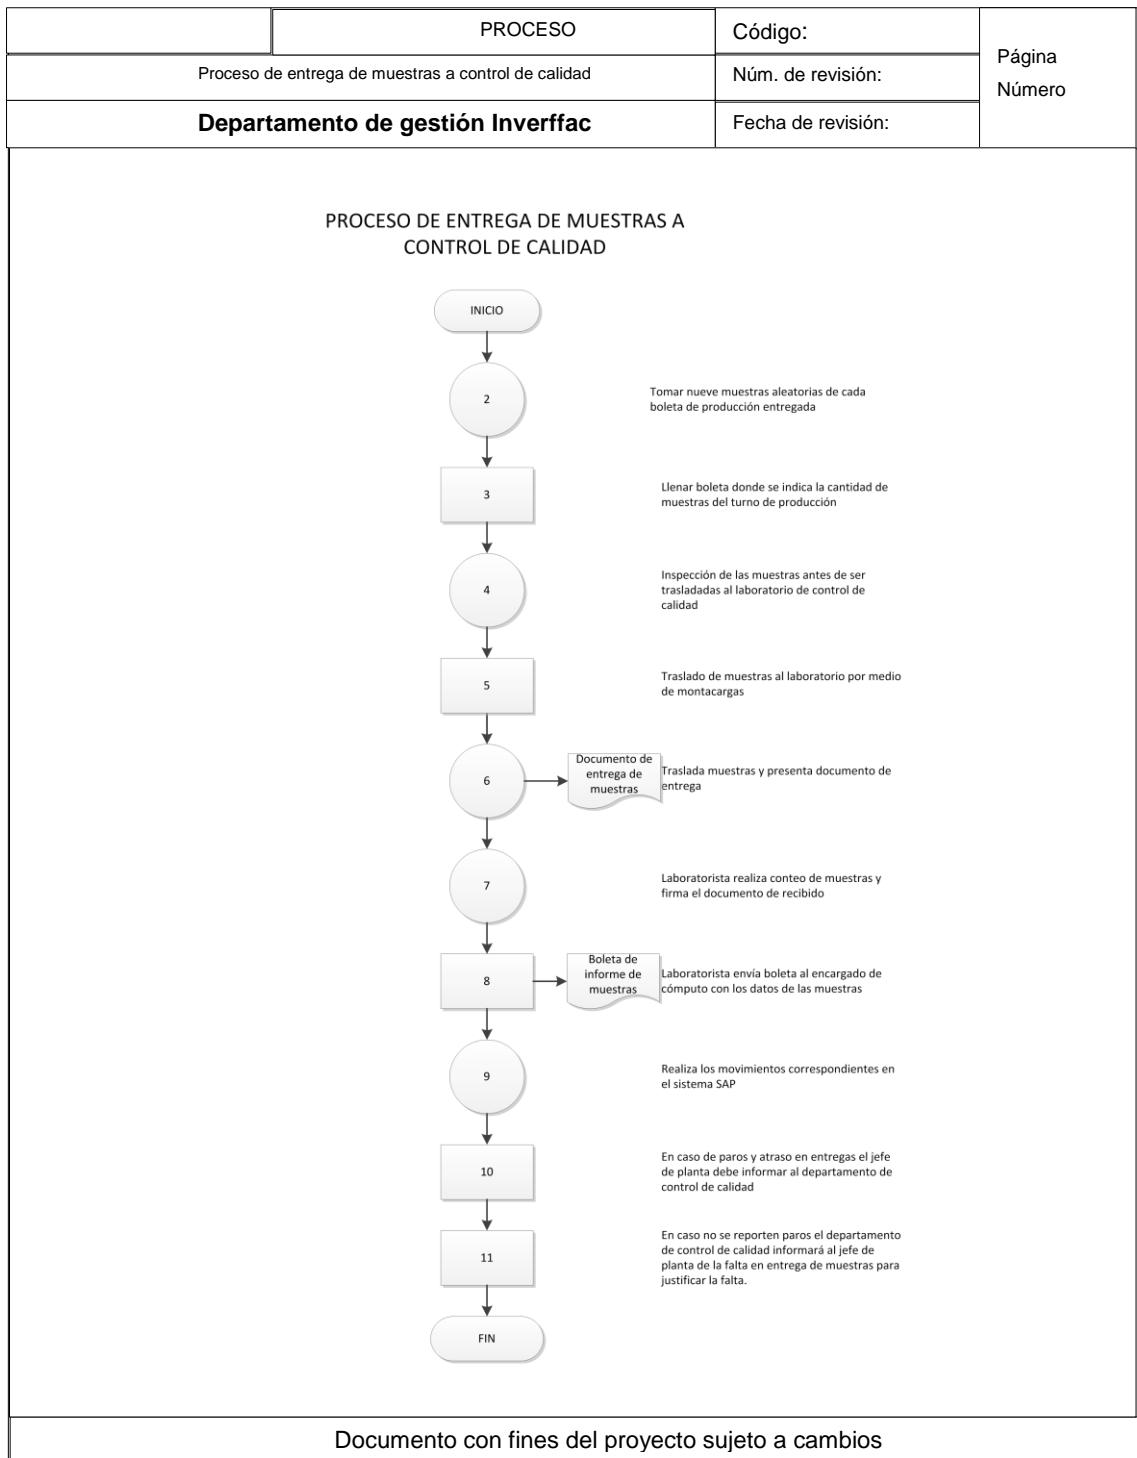 PROCESO
Código:
Página
Número
Proceso de entrega de muestras a control de calidad
Núm. de revisión:
Departamento de gestión Inverffac
Fecha de revisión:
PROCESO DE ENTREGA DE MUESTRAS A
CONTROL DE CALIDAD
INICIO
2
Tomar nueve muestras aleatorias de cada
boleta de producción entregada
3
Llenar boleta donde se indica la cantidad de
muestras del turno de producción
4
Inspección de las muestras antes de ser
trasladadas al laboratorio de control de
calidad
5
Traslado de muestras al laboratorio por medio
de montacargas
6
Documento de
entrega de
muestras
Traslada muestras y presenta documento de
entrega
7
Laboratorista realiza conteo de muestras y
firma el documento de recibido
8
Boleta de
informe de
muestras
Laboratorista envía boleta al encargado de
cómputo con los datos de las muestras
9
Realiza los movimientos correspondientes en
el sistema SAP
10
En caso de paros y atraso en entregas el jefe
de planta debe informar al departamento de
control de calidad
11
En caso no se reporten paros el departamento
de control de calidad informará al jefe de
planta de la falta en entrega de muestras para
justificar la falta.
FIN
Documento con fines del proyecto sujeto a cambios